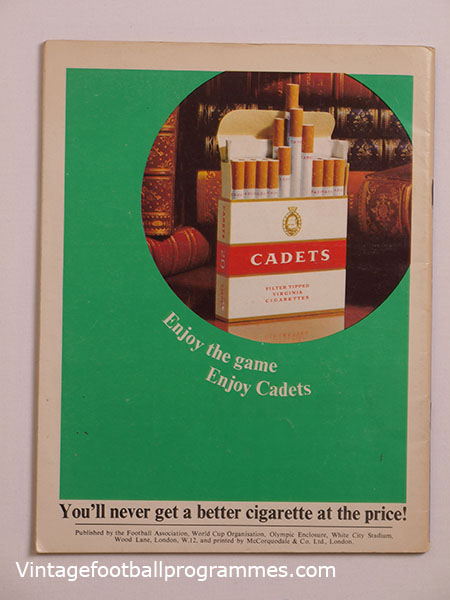 CADETS
FILTER TIPPED
VIRGINIA
CIGARETTES
Enjoy the game
Enjoy Cadets
You'll never get a better cigarette at the price!
Published by the Football Association, World Cup Organisation, Olympic Enclosure, White City Stadium,
Wood Lane, London, W.12, and printed by McCorquodale & Co. Ltd., London.
Vintagefootballprogrammes.com